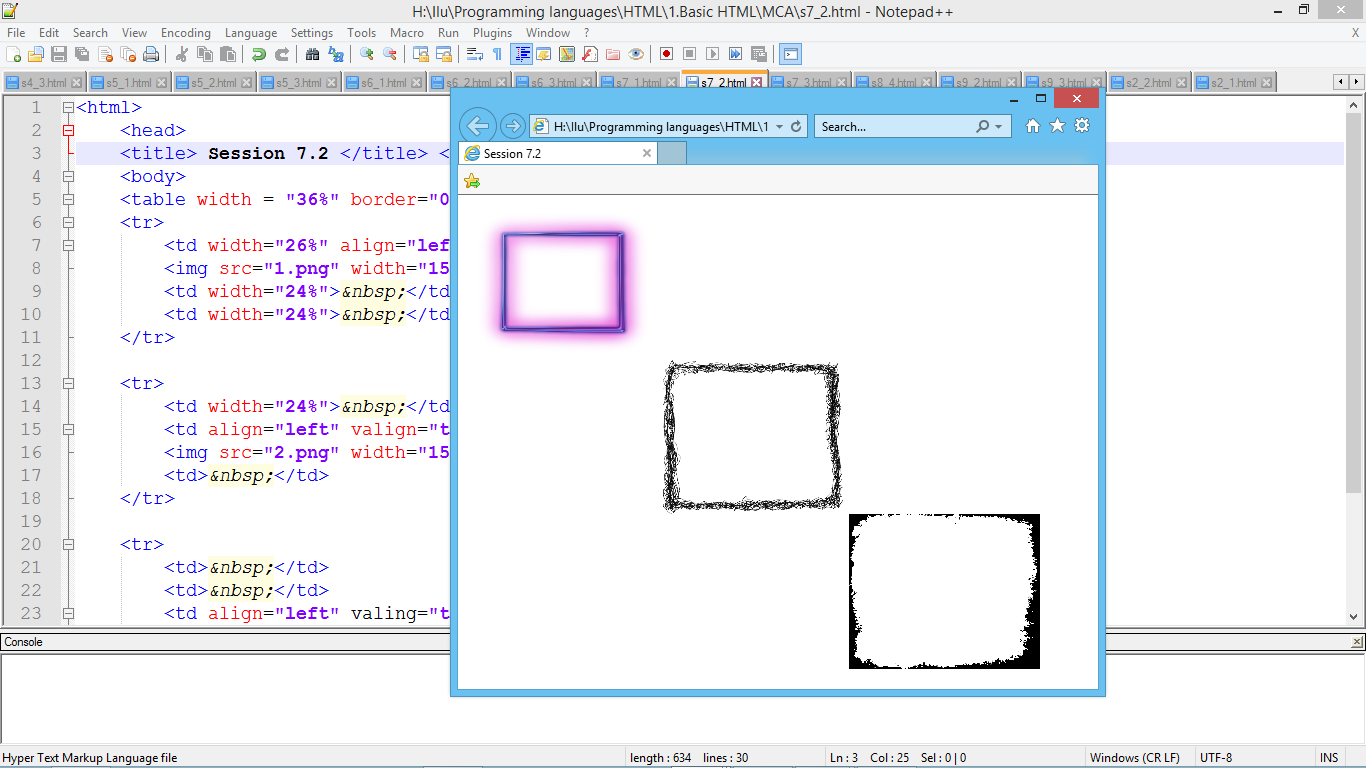 H:\Ilu\Programming languages\HTML\1.Basic HTML\MCA\s7_2.html - Notepad++
File Edit Search View Encoding Language Settings Tools Macro Run Plugins Window ? X
s4_3.html s5_1.html s5_2.html s5_3.html s6_1.html s6_2.html s6_3.html s7_1.html s7_2.html s7_3.html s8_4.html s9_2.html s9_3.html s2_2.html s2_1.html
1 <html>
2 <head>
3 <title> Session 7.2 </title> <
4 <body>
5 <table width = "36%" border="0
6 <tr>
7 <td width="26%" align="lef
8 <img src="1.png" width="15
9 <td width="24%">&nbsp;</td
10 <td width="24%">&nbsp;</td
11 </tr>
12
13 <tr>
14 <td width="24%">&nbsp;</td
15 <td align="left" valign="t
16 <img src="2.png" width="15
17 <td>&nbsp;</td>
18 </tr>
19
20 <tr>
21 <td>&nbsp;</td>
22 <td>&nbsp;</td>
23 <td align="left" valing="t
H:\Ilu\Programming languages\HTML\1
Search...
Session 7.2
Console
Hyper Text Markup Language file length : 634 lines : 30 Ln : 3 Col : 25 Sel : 0 | 0 Windows (CR LF) UTF-8 INS